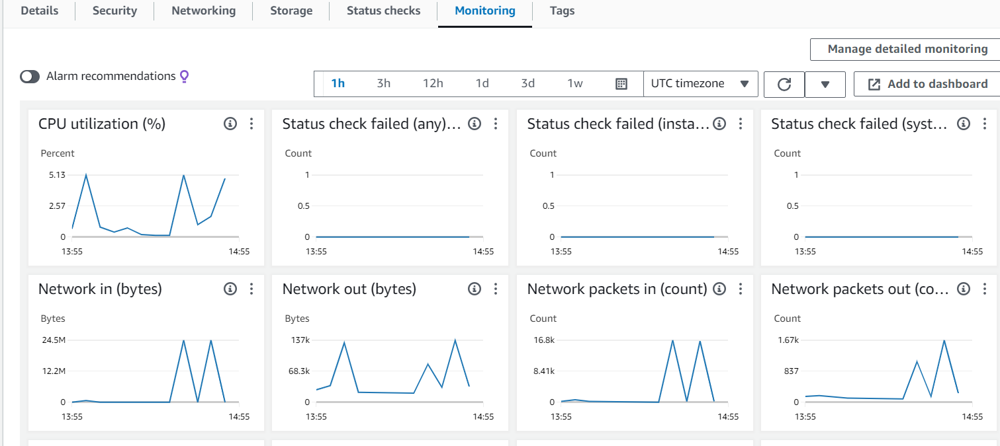 Details Security Networking Storage Status checks Monitoring Tags
Manage detailed monitoring
Alarm recommendations
1h 3h 12h 1d 3d 1w UTC timezone Add to dashboard
CPU utilization (%)
Percent
5.13
2.57
0
13:55 14:55
Status check failed (any)…
Count
1
0.5
0
13:55 14:55
Status check failed (insta…
Count
1
0.5
0
13:55 14:55
Status check failed (syst…
Count
1
0.5
0
13:55 14:55
Network in (bytes)
Bytes
24.5M
12.2M
0
13:55 14:55
Network out (bytes)
Bytes
137k
68.3k
0
13:55 14:55
Network packets in (count)
Count
16.8k
8.41k
0
13:55 14:55
Network packets out (co…
Count
1.67k
837
0
13:55 14:55